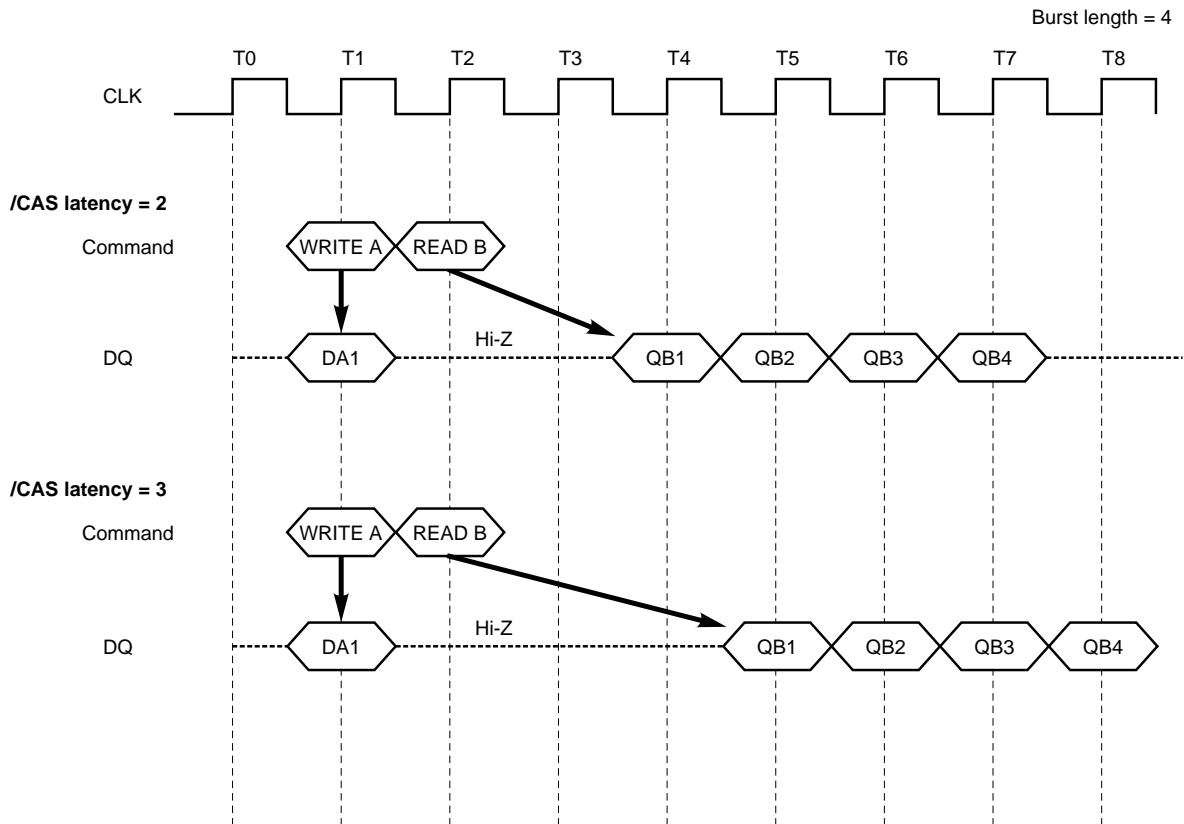 Burst length = 4
T0 T1 T2 T3 T4 T5 T6 T7 T8
CLK
/CAS latency = 2
Command WRITE A READ B
Hi-Z
DQ DA1 QB1 QB2 QB3 QB4
/CAS latency = 3
Command WRITE A READ B
Hi-Z
DQ DA1 QB1 QB2 QB3 QB4